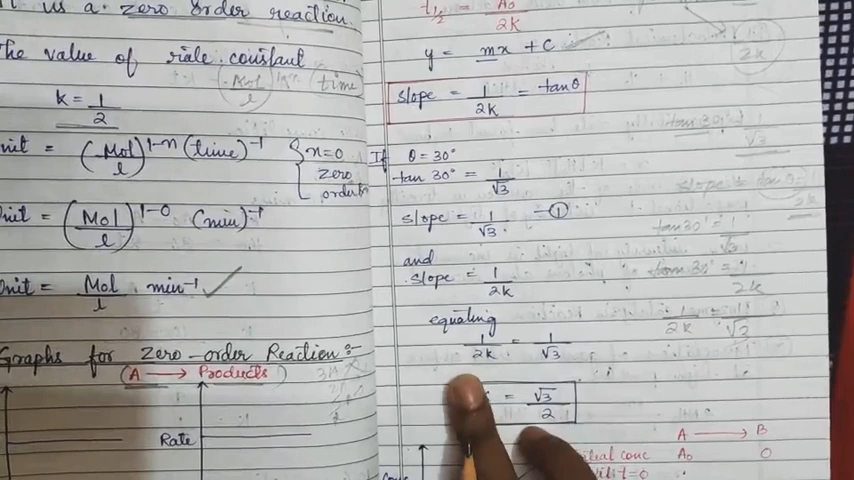 It is a zero order reaction.
The value of rate constant
k = 1/2
Unit = (Mol/l)^1-n (time)^-1 { n=0 zero order
Unit = (Mol/l)^1-0 (min)^-1
Unit = Mol/l . min^-1 ✓
Graphs for Zero-order Reaction:-
(A → Products)
Rate
t1/2 = A0/2k
y = mx + C
slope = 1/2k = tanθ
If θ = 30°
tan 30° = 1/√3
slope = 1/√3 . —①
and
slope = 1/2k
equating
1/2k = 1/√3
= √3/2
A → B
A0 0
t=0